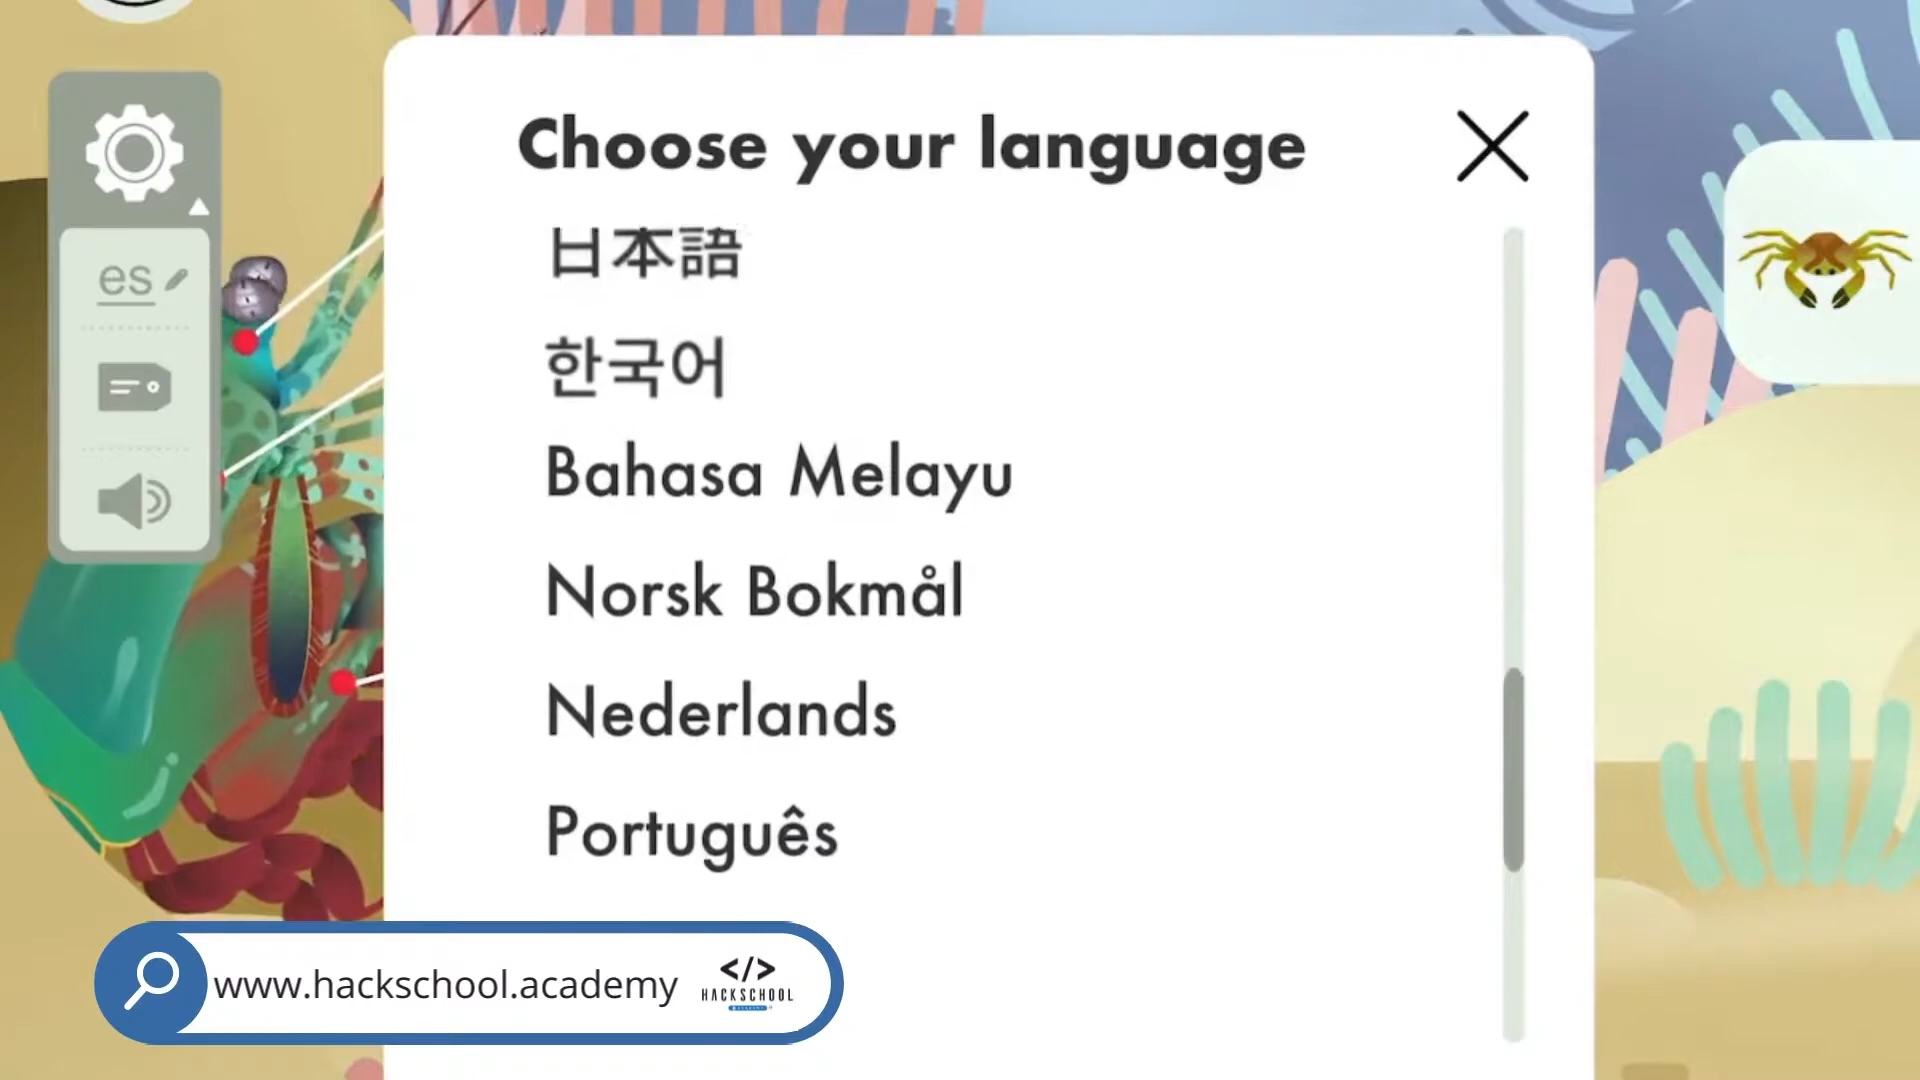 Choose your language
日本語
한국어
Bahasa Melayu
Norsk Bokmål
Nederlands
Português
es
www.hackschool.academy
</>
HACKSCHOOL